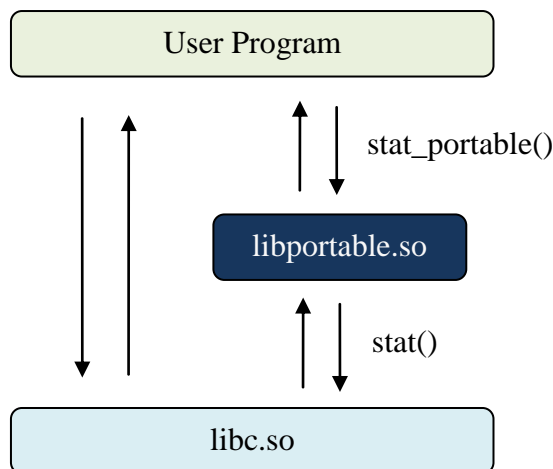 User Program
stat_portable()
libportable.so
stat()
libc.so